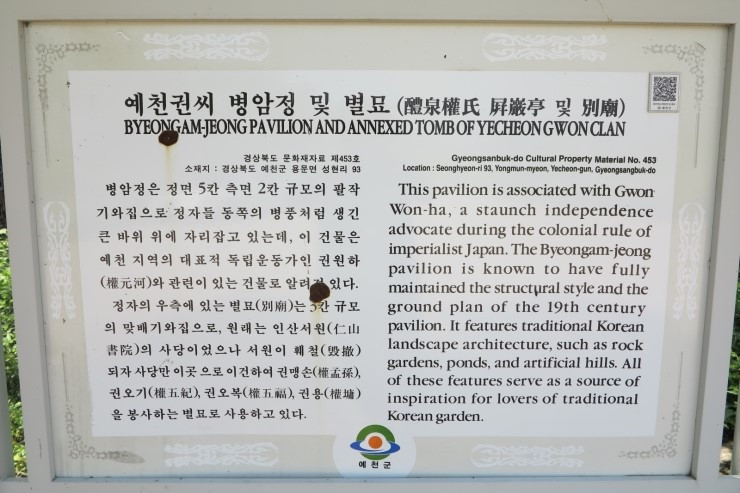 예천권씨 병암정 및 별묘 (醴泉權氏 屛巖亭 및 別廟)
BYEONGAM-JEONG PAVILION AND ANNEXED TOMB OF YECHEON GWON CLAN
경상북도 문화재자료 제453호
소재지 : 경상북도 예천군 용문면 성현리 93
병암정은 정면 5칸 측면 2칸 규모의 팔작
기와집으로 정자들 동쪽의 병풍처럼 생긴
큰 바위 위에 자리잡고 있는데, 이 건물은
예천 지역의 대표적 독립운동가인 권원하
(權元河)와 관련이 있는 건물로 알려져 있다.
정자의 우측에 있는 별묘(別廟)는 3칸 규모
의 맞배기와집으로, 원래는 인산서원(仁山
書院)의 사당이었으나 서원이 훼철(毁撤)
되자 사당만 이곳으로 이건하여 권맹손(權孟孫),
권오기(權五紀), 권오복(權五福), 권용(權墉)
을 봉사하는 별묘로 사용하고 있다.
Gyeongsanbuk-do Cultural Property Material No. 453
Location : Seonghyeon-ri 93, Yongmun-myeon, Yecheon-gun, Gyeongsangbuk-do
This pavilion is associated with Gwon
Won-ha, a staunch independence
advocate during the colonial rule of
imperialist Japan. The Byeongam-jeong
pavilion is known to have fully
maintained the structural style and the
ground plan of the 19th century
pavilion. It features traditional Korean
landscape architecture, such as rock
gardens, ponds, and artificial hills. All
of these features serve as a source of
inspiration for lovers of traditional
Korean garden.
예천군